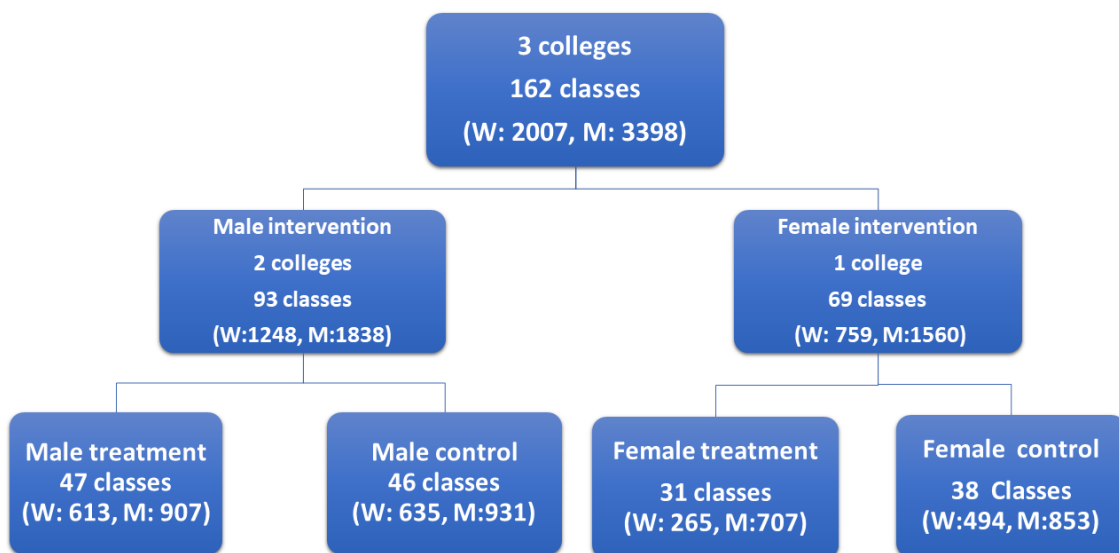 3 colleges
162 classes
(W: 2007, M: 3398)
Male intervention
2 colleges
93 classes
(W:1248, M:1838)
Female intervention
1 college
69 classes
(W: 759, M:1560)
Male treatment
47 classes
(W: 613, M: 907)
Male control
46 classes
(W: 635, M:931)
Female treatment
31 classes
(W: 265, M:707)
Female control
38 Classes
(W:494, M:853)